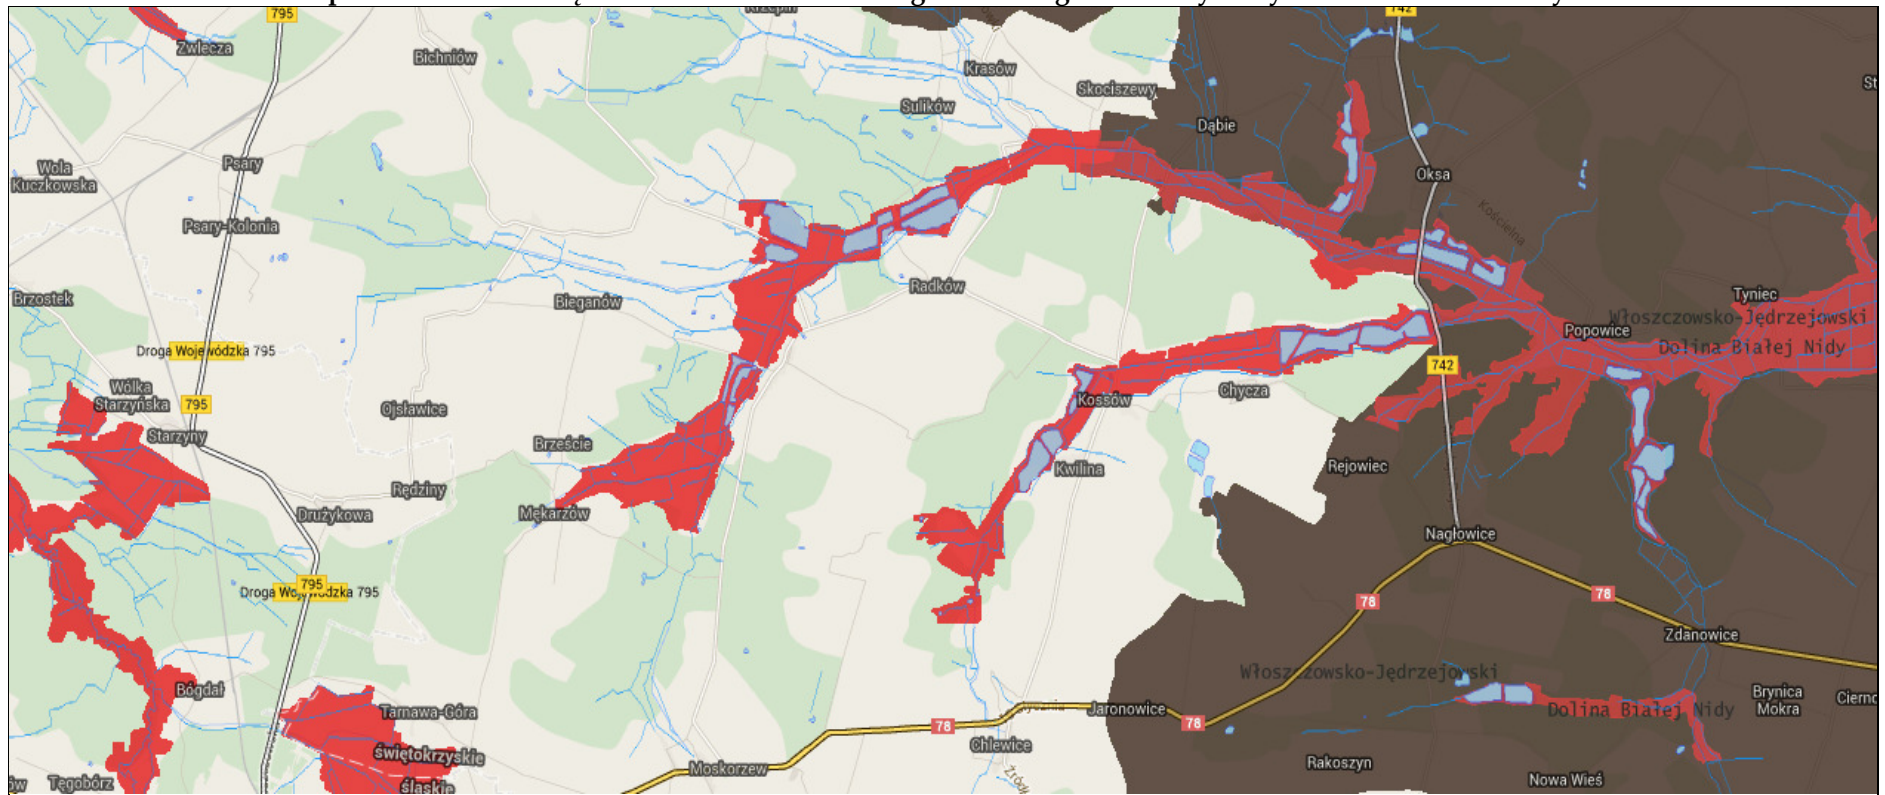 795
742
Zwlecza
Bichniów
Krasów
Skociszewy
Sulików
Dąbie
Wola
Kuczkowska
Psary
Oksa
Psary-Kolonia
Kościelna
Brzostek
Bieganów
Radków
Tyniec
Włoszczowsko-Jędrzejowski
Popowice
Droga Wojewódzka 795
Dolina Białej Nidy
742
Wólka
Starzyńska
795
Ojsławice
Kossów
Chycza
Starzyny
Brzeście
Kwilina
Rejowiec
Rędziny
Drużykowa
Mękarzów
Nagłowice
795
Droga Wojewódzka 795
78
78
Zdanowice
Włoszczowsko-Jędrzejowski
Bógdał
Tarnawa-Góra
Jaronowice
78
78
Dolina Białej Nidy
Brynica
Mokra
świętokrzyskie
Chlewice
Moskorzew
Rakoszyn
Nowa Wieś
Tęgobórz
śląskie